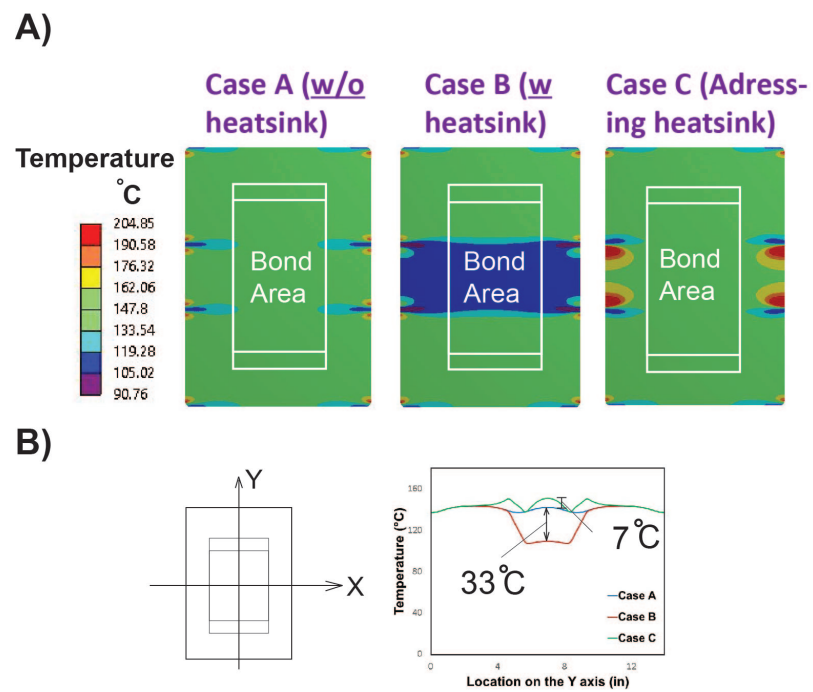 A)
Case A (w/o
heatsink)
Case B (w
heatsink)
Case C (Adress-
ing heatsink)
Temperature
°C
204.85
190.58
176.32
162.06
147.8
133.54
119.28
105.02
90.76
Bond
Area
Bond
Area
Bond
Area
B)
Y
X
Temperature (°C)
160
120
80
40
0
33°C
7°C
Case A
Case B
Case C
0
4
8
12
Location on the Y axis (in)